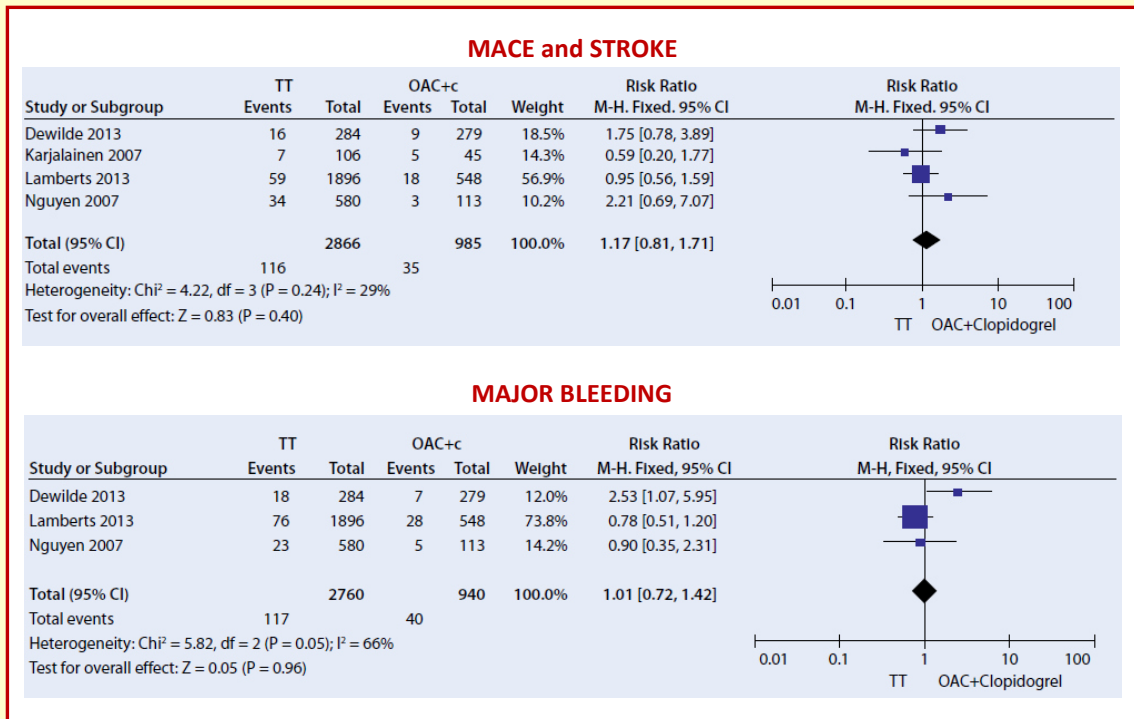 MACE and STROKE
TT OAC+c Risk Ratio Risk Ratio
Study or Subgroup Events Total Events Total Weight M-H. Fixed. 95% CI M-H. Fixed. 95% CI
Dewilde 2013 16 284 9 279 18.5% 1.75 [0.78, 3.89]
Karjalainen 2007 7 106 5 45 14.3% 0.59 [0.20, 1.77]
Lamberts 2013 59 1896 18 548 56.9% 0.95 [0.56, 1.59]
Nguyen 2007 34 580 3 113 10.2% 2.21 [0.69, 7.07]
Total (95% CI) 2866 985 100.0% 1.17 [0.81, 1.71]
Total events 116 35
Heterogeneity: Chi² = 4.22, df = 3 (P = 0.24); I² = 29%
Test for overall effect: Z = 0.83 (P = 0.40)
0.01 0.1 1 10 100
TT OAC+Clopidogrel
MAJOR BLEEDING
TT OAC+c Risk Ratio Risk Ratio
Study or Subgroup Events Total Events Total Weight M-H. Fixed, 95% CI M-H, Fixed, 95% CI
Dewilde 2013 18 284 7 279 12.0% 2.53 [1.07, 5.95]
Lamberts 2013 76 1896 28 548 73.8% 0.78 [0.51, 1.20]
Nguyen 2007 23 580 5 113 14.2% 0.90 [0.35, 2.31]
Total (95% CI) 2760 940 100.0% 1.01 [0.72, 1.42]
Total events 117 40
Heterogeneity: Chi² = 5.82, df = 2 (P = 0.05); I² = 66%
Test for overall effect: Z = 0.05 (P = 0.96)
0.01 0.1 1 10 100
TT OAC+Clopidogrel